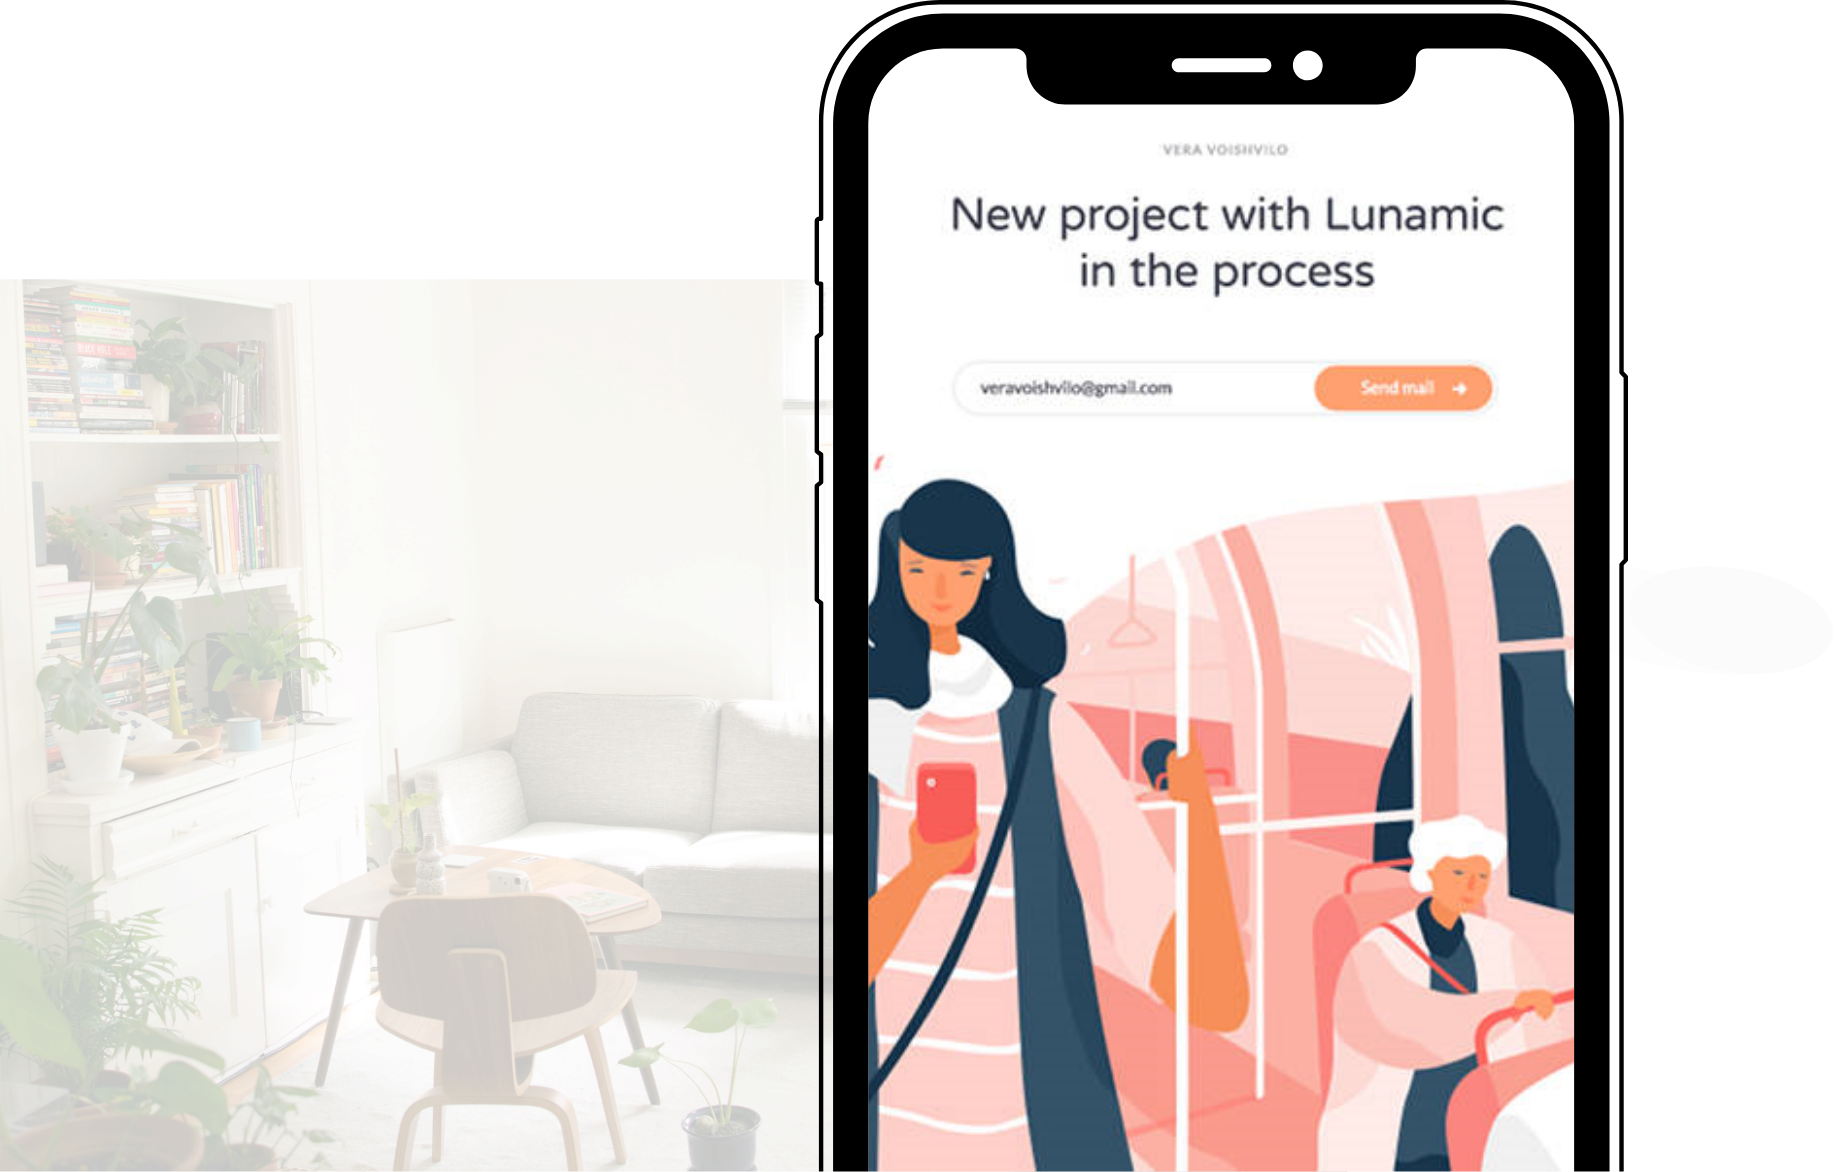 VERA VOISHVILO
New project with Lunamic
in the process
veravoishvilo@gmail.com
Send mail